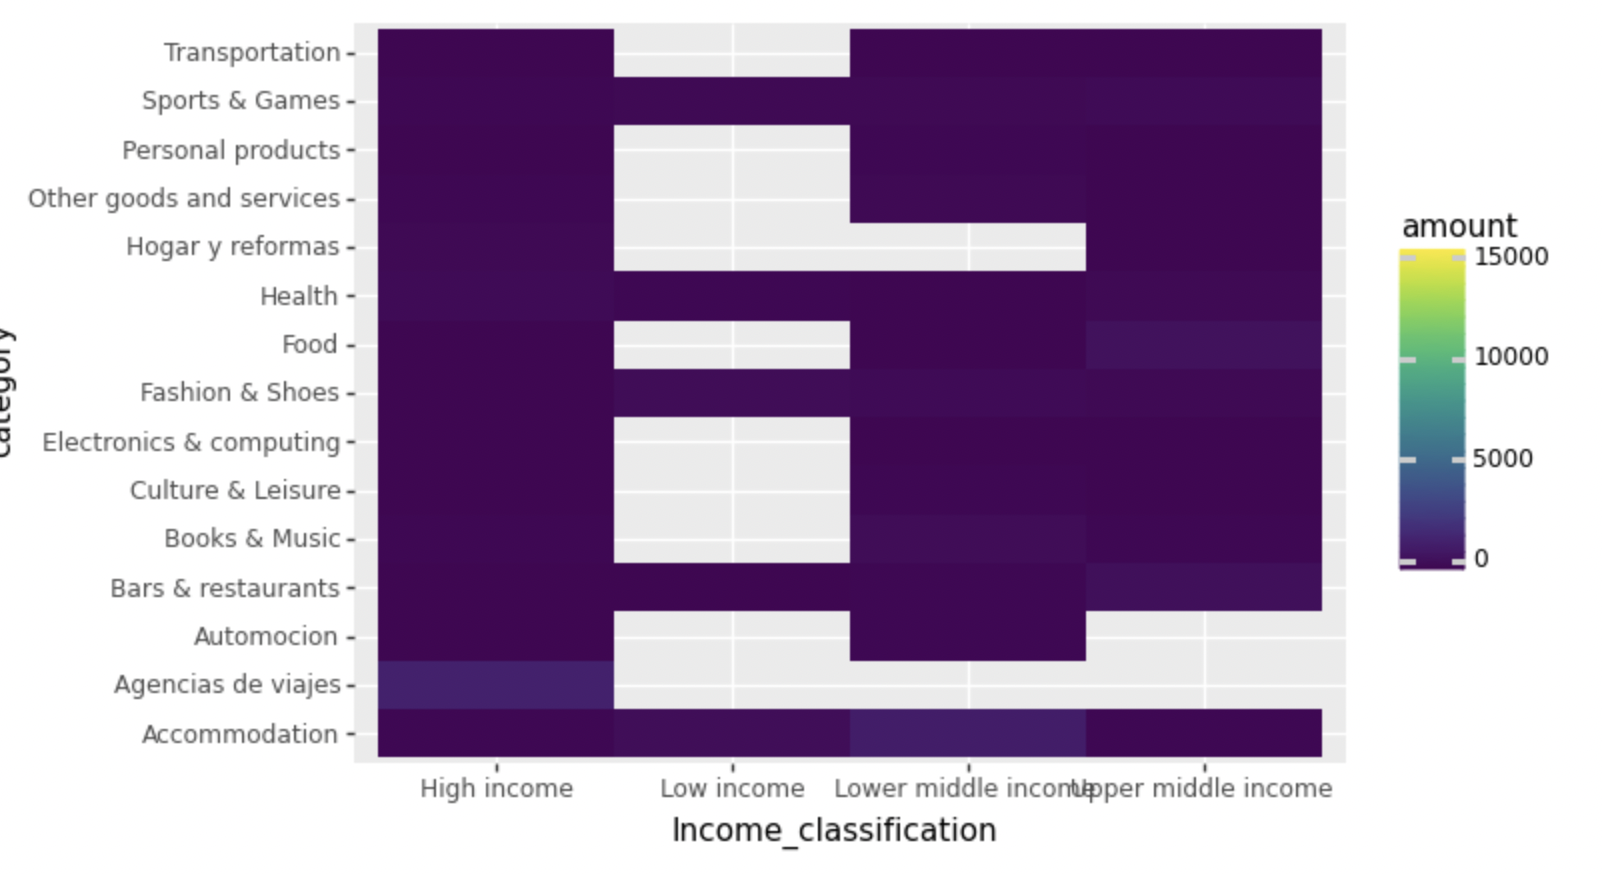 Transportation
Sports & Games
Personal products
Other goods and services
Hogar y reformas
Health
Food
Fashion & Shoes
Electronics & computing
Culture & Leisure
Books & Music
Bars & restaurants
Automocion
Agencias de viajes
Accommodation
category
High income
Low income
Lower middle income
Upper middle income
Income_classification
amount
15000
10000
5000
0